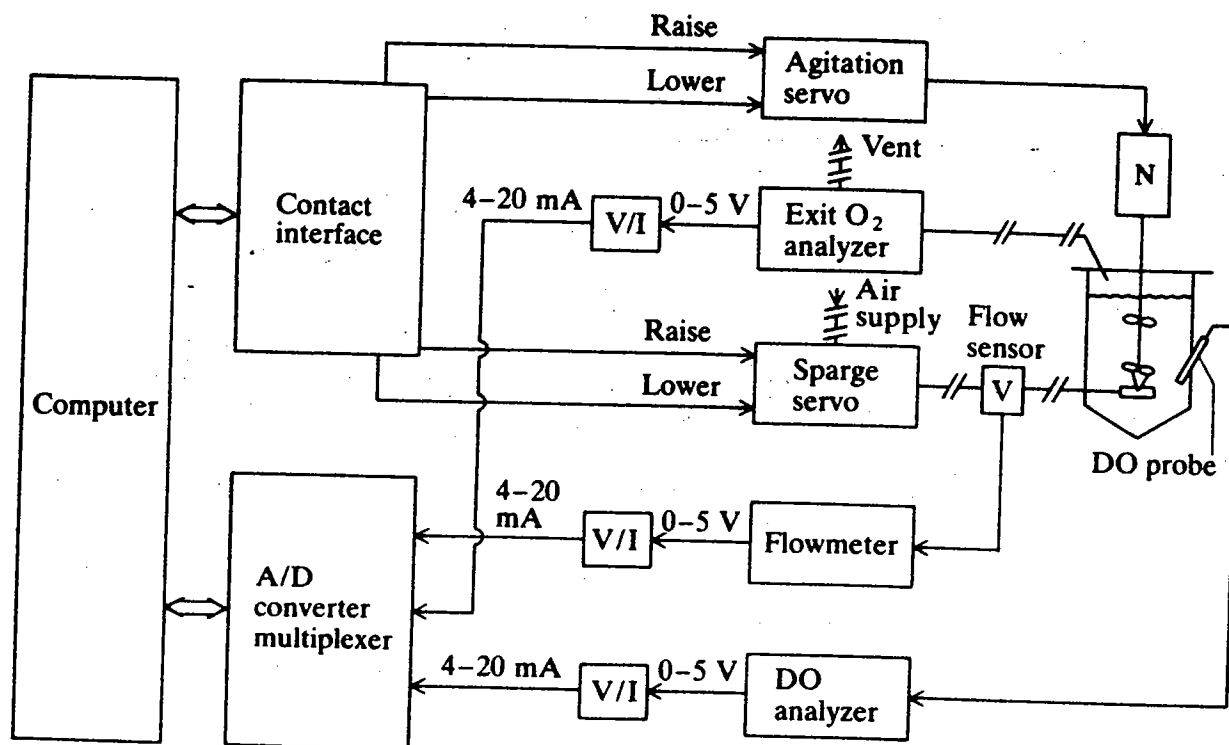 Raise
Agitation
servo
Lower
Vent
N
4–20 mA
V/I
0–5 V
Exit O₂
analyzer
Contact
interface
Air
supply
Flow
sensor
Raise
Sparge
servo
V
Lower
Computer
DO probe
4–20
mA
V/I
0–5 V
Flowmeter
A/D
converter
multiplexer
4–20 mA
V/I
0–5 V
DO
analyzer